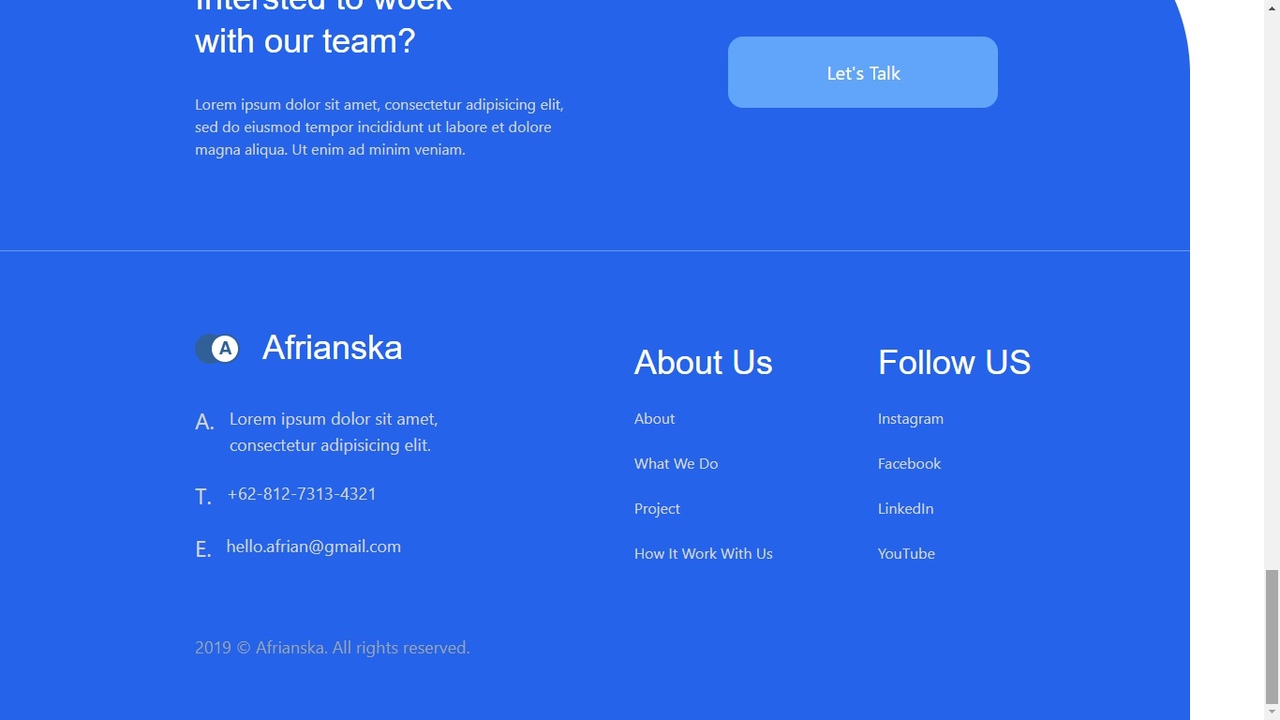 Intersted to woek
with our team?
Lorem ipsum dolor sit amet, consectetur adipisicing elit,
sed do eiusmod tempor incididunt ut labore et dolore
magna aliqua. Ut enim ad minim veniam.
Let's Talk
A Afrianska
A. Lorem ipsum dolor sit amet,
consectetur adipisicing elit.
T. +62-812-7313-4321
E. hello.afrian@gmail.com
About Us
About
What We Do
Project
How It Work With Us
Follow US
Instagram
Facebook
LinkedIn
YouTube
2019 © Afrianska. All rights reserved.